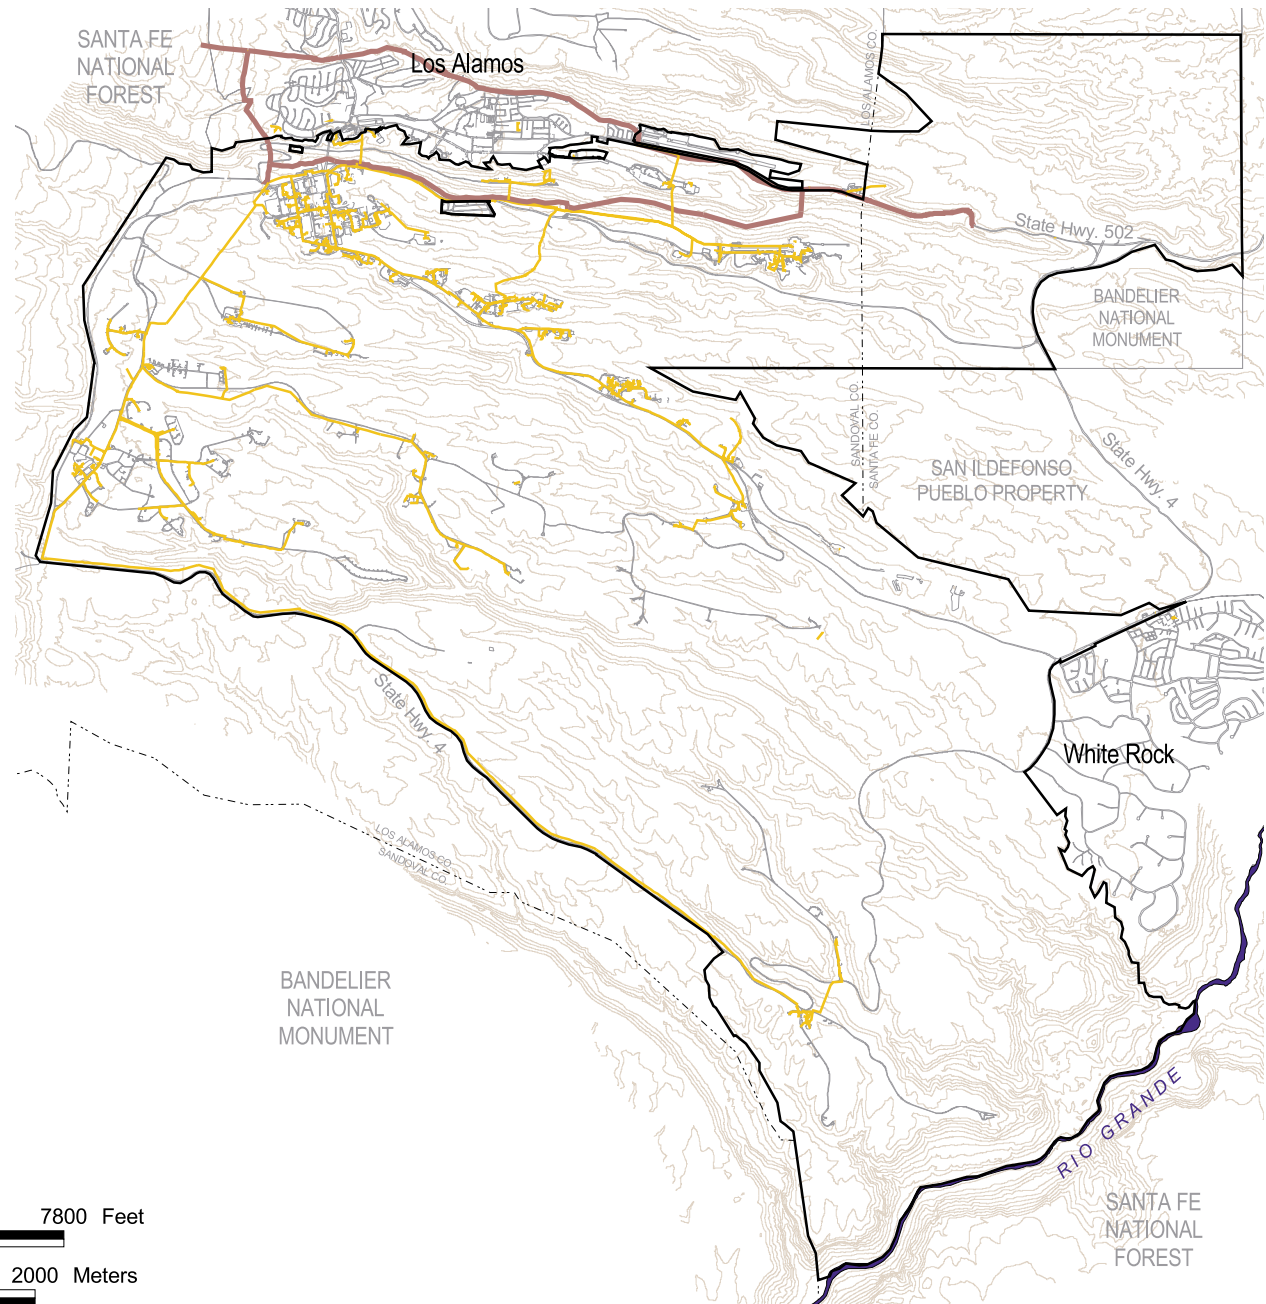 SANTA FE
NATIONAL
FOREST
Los Alamos
LOS ALAMOS CO.
State Hwy. 502
BANDELIER
NATIONAL
MONUMENT
SANDOVAL CO.
SANTA FE CO.
State Hwy. 4
SAN ILDEFONSO
PUEBLO PROPERTY
State Hwy. 4
White Rock
LOS ALAMOS CO.
SANDOVAL CO.
BANDELIER
NATIONAL
MONUMENT
RIO GRANDE
SANTA FE
NATIONAL
FOREST
7800 Feet
2000 Meters